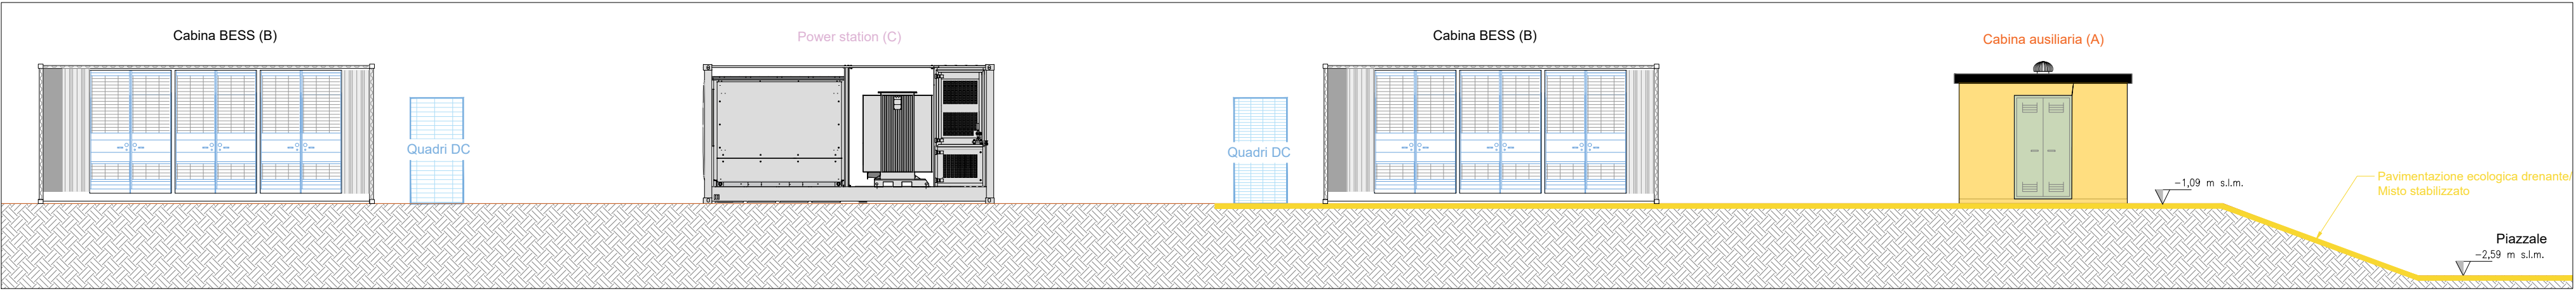 Cabina BESS (B)
Power station (C)
Cabina BESS (B)
Cabina ausiliaria (A)
Quadri DC
Quadri DC
-1,09 m s.l.m.
Pavimentazione ecologica drenante/
Misto stabilizzato
Piazzale
-2,59 m s.l.m.